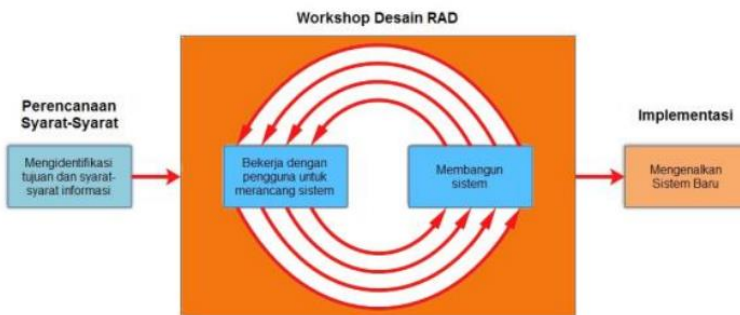 Workshop Desain RAD
Perencanaan
Syarat-Syarat
Mengidentifikasi
tujuan dan syarat-
syarat informasi
Bekerja dengan
pengguna untuk
merancang sistem
Membangun
sistem
Implementasi
Mengenalkan
Sistem Baru